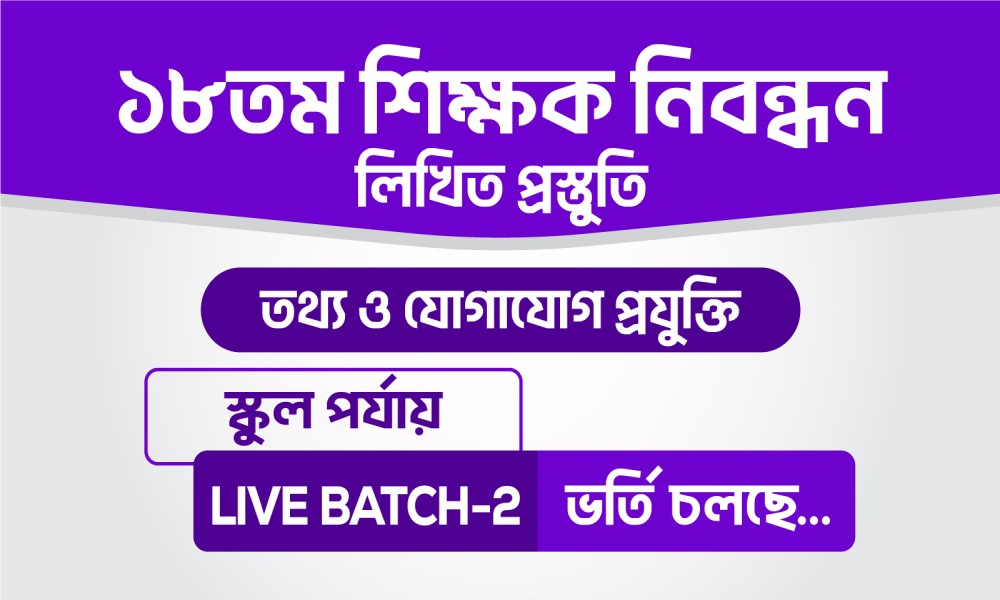 ১৮তম শিক্ষক নিবন্ধন
লিখিত প্রস্তুতি
তথ্য ও যোগাযোগ প্রযুক্তি
স্কুল পর্যায়
LIVE BATCH-2 ভর্তি চলছে...